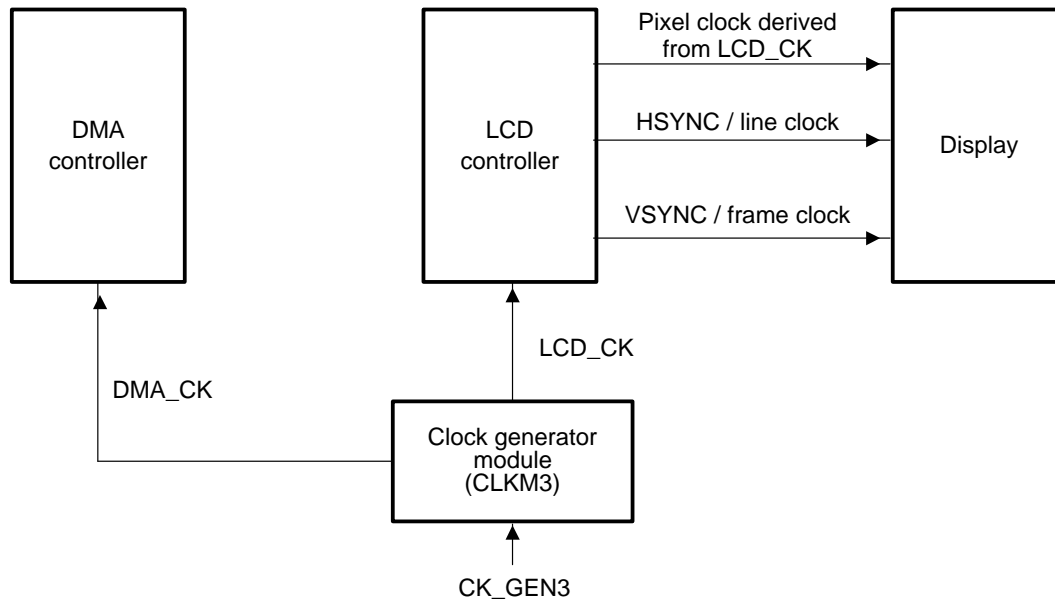 Pixel clock derived
from LCD_CK
DMA
controller
LCD
controller
HSYNC / line clock
Display
VSYNC / frame clock
LCD_CK
DMA_CK
Clock generator
module
(CLKM3)
CK_GEN3